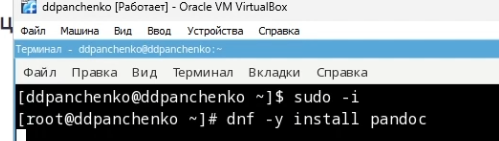 ddpanchenko [Работает] - Oracle VM VirtualBox
Ц
Файл Машина Вид Ввод Устройства Справка
Терминал - ddpanchenko@ddpanchenko:~
Файл Правка Вид Терминал Вкладки Справка
[ddpanchenko@ddpanchenko ~]$ sudo -i
[root@ddpanchenko ~]# dnf -y install pandoc